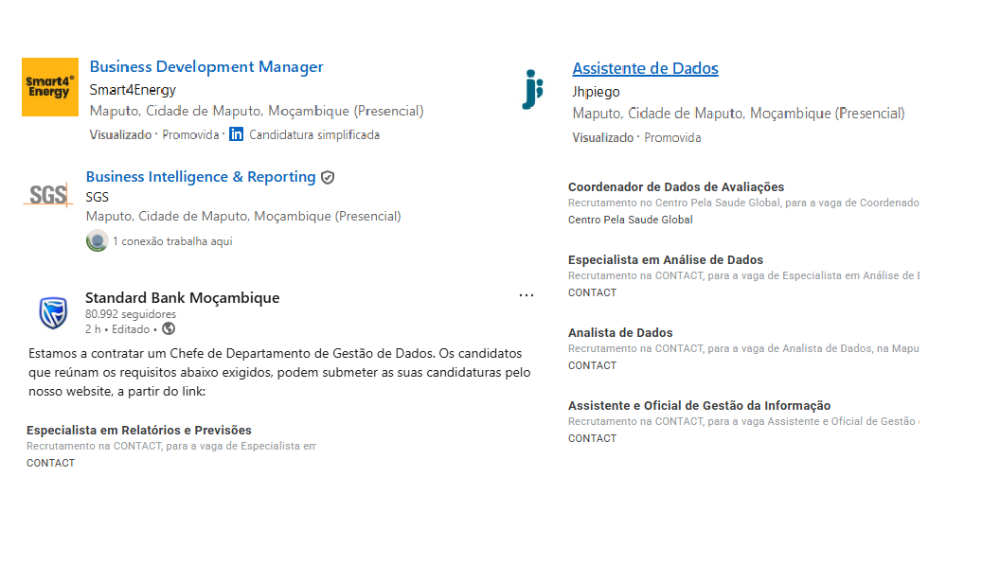 Smart4°
Energy
Business Development Manager
Smart4Energy
Maputo, Cidade de Maputo, Moçambique (Presencial)
Visualizado · Promovida · in Candidatura simplificada
SGS
Business Intelligence & Reporting
SGS
Maputo, Cidade de Maputo, Moçambique (Presencial)
1 conexão trabalha aqui
Standard Bank Moçambique
80.992 seguidores
2 h • Editado •
Estamos a contratar um Chefe de Departamento de Gestão de Dados. Os candidatos
que reúnam os requisitos abaixo exigidos, podem submeter as suas candidaturas pelo
nosso website, a partir do link:
Especialista em Relatórios e Previsões
Recrutamento na CONTACT, para a vaga de Especialista em
CONTACT
Assistente de Dados
Jhpiego
Maputo, Cidade de Maputo, Moçambique (Presencial)
Visualizado · Promovida
Coordenador de Dados de Avaliações
Recrutamento no Centro Pela Saude Global, para a vaga de Coordenado
Centro Pela Saude Global
Especialista em Análise de Dados
Recrutamento na CONTACT, para a vaga de Especialista em Análise de
CONTACT
Analista de Dados
Recrutamento na CONTACT, para a vaga de Analista de Dados, na Mapu
CONTACT
Assistente e Oficial de Gestão da Informação
Recrutamento na CONTACT, para a vaga Assistente e Oficial de Gestão
CONTACT